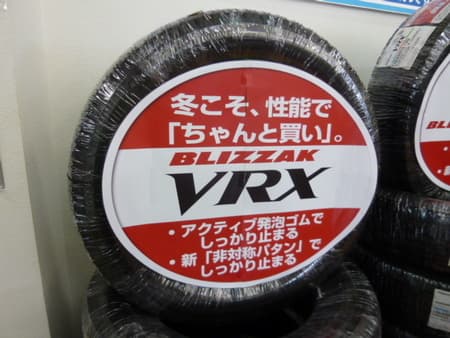 冬こそ、性能で
「ちゃんと買い」。
BLIZZAK
VRX
・アクティブ発泡ゴムで
しっかり止まる
・新「非対称パタン」で
しっかり止まる